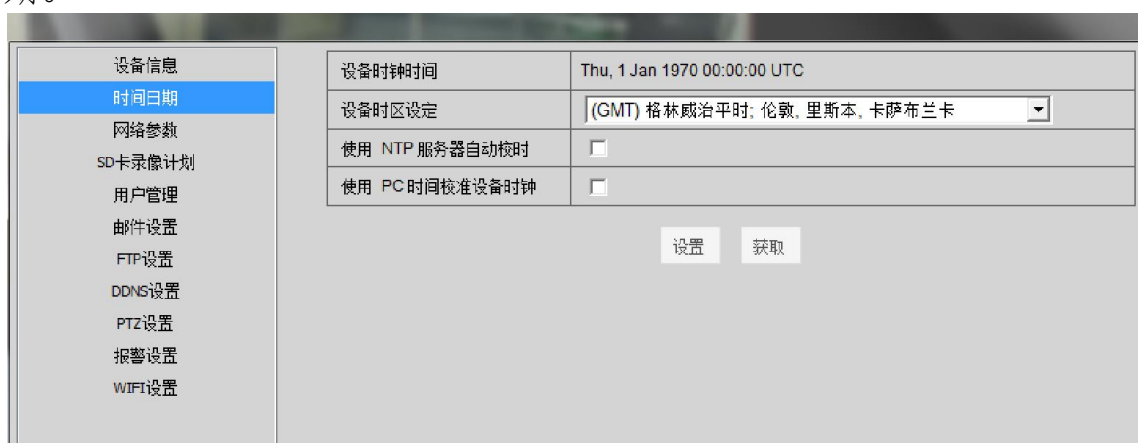 设备信息
时间日期
网络参数
SD卡录像计划
用户管理
邮件设置
FTP设置
DDNS设置
PTZ设置
报警设置
WIFI设置
设备时钟时间 Thu, 1 Jan 1970 00:00:00 UTC
设备时区设定 (GMT) 格林威治平时; 伦敦, 里斯本, 卡萨布兰卡
使用 NTP 服务器自动校时
使用 PC 时间校准设备时钟
设置 获取